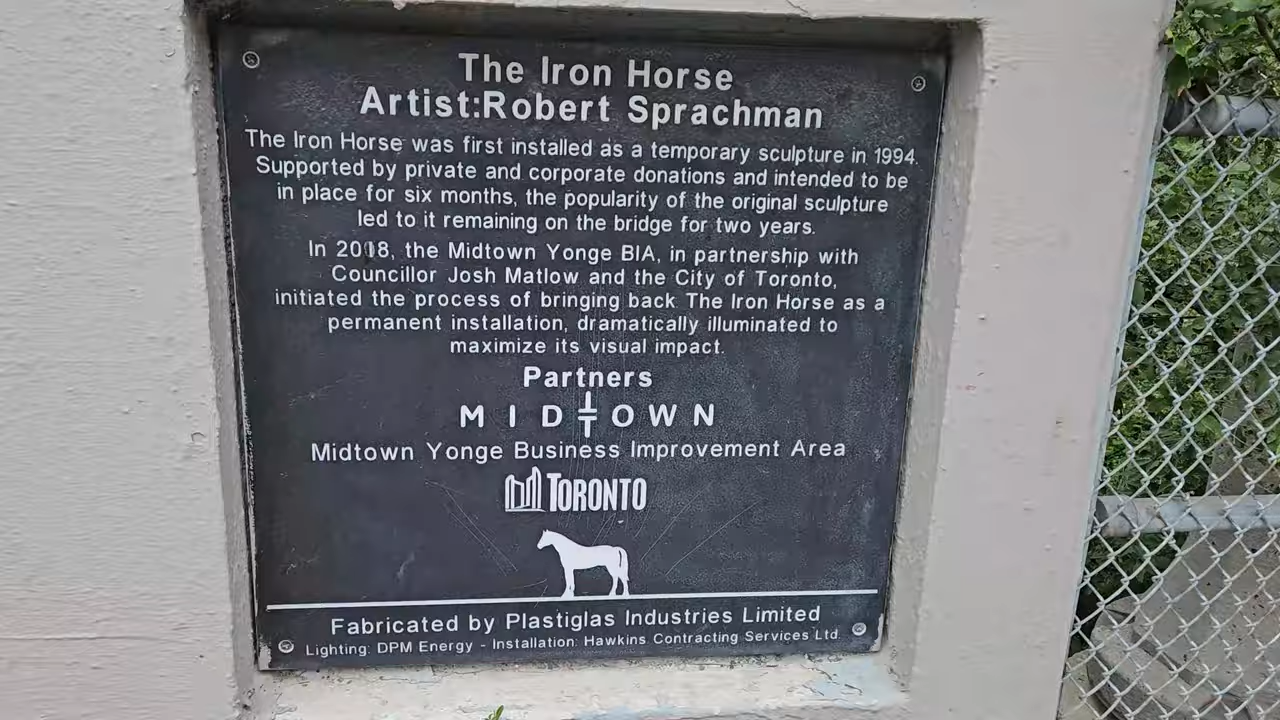 The Iron Horse
Artist:Robert Sprachman
The Iron Horse was first installed as a temporary sculpture in 1994.
Supported by private and corporate donations and intended to be
in place for six months, the popularity of the original sculpture
led to it remaining on the bridge for two years.
In 2018, the Midtown Yonge BIA, in partnership with
Councillor Josh Matlow and the City of Toronto,
initiated the process of bringing back The Iron Horse as a
permanent installation, dramatically illuminated to
maximize its visual impact.
Partners
MIDTOWN
Midtown Yonge Business Improvement Area
TORONTO
Fabricated by Plastiglas Industries Limited
Lighting: DPM Energy - Installation: Hawkins Contracting Services Ltd.